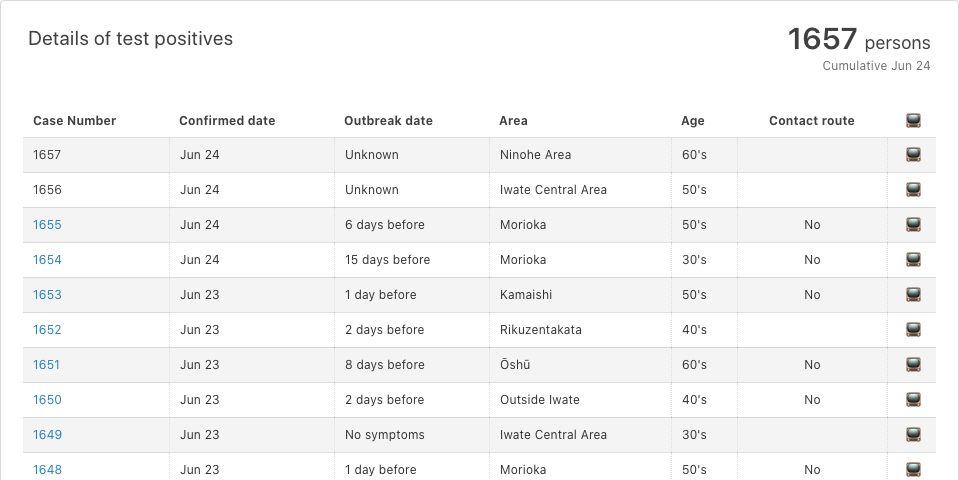 Details of test positives
1657 persons
Cumulative Jun 24
Case Number Confirmed date Outbreak date Area Age Contact route
1657 Jun 24 Unknown Ninohe Area 60's
1656 Jun 24 Unknown Iwate Central Area 50's
1655 Jun 24 6 days before Morioka 50's No
1654 Jun 24 15 days before Morioka 30's No
1653 Jun 23 1 day before Kamaishi 50's No
1652 Jun 23 2 days before Rikuzentakata 40's
1651 Jun 23 8 days before Ōshū 60's No
1650 Jun 23 2 days before Outside Iwate 40's No
1649 Jun 23 No symptoms Iwate Central Area 30's
1648 Jun 23 1 day before Morioka 50's No